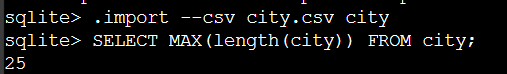 sqlite> .import --csv city.csv city
sqlite> SELECT MAX(length(city)) FROM city;
25